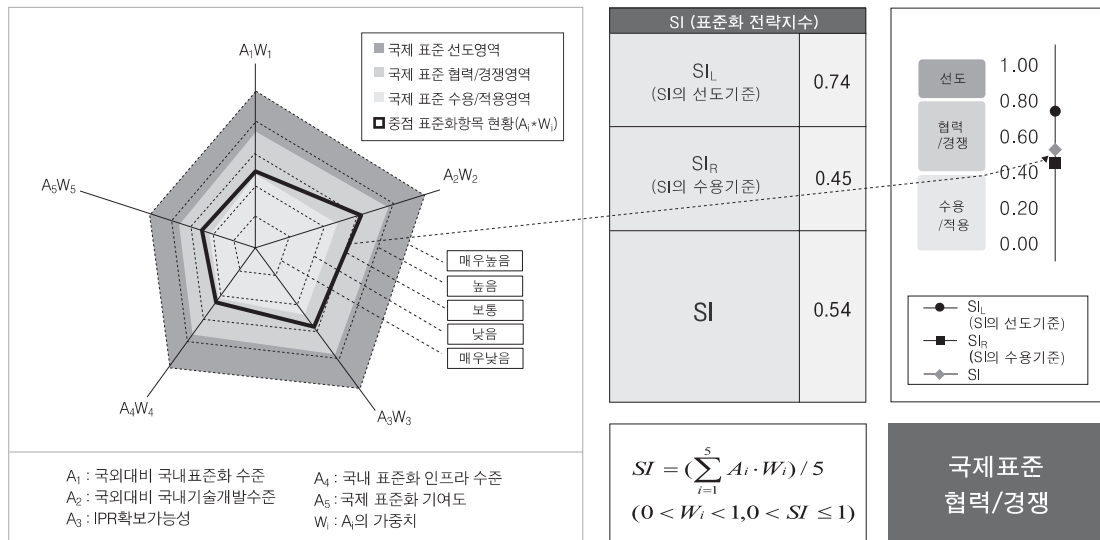 A₁W₁
A₂W₂
A₃W₃
A₄W₄
A₅W₅
국제 표준 선도영역
국제 표준 협력/경쟁영역
국제 표준 수용/적용영역
중점 표준화항목 현황(Aᵢ*Wᵢ)
매우높음
높음
보통
낮음
매우낮음
A₁ : 국외대비 국내표준화 수준
A₂ : 국외대비 국내기술개발수준
A₃ : IPR확보가능성
A₄ : 국내 표준화 인프라 수준
A₅ : 국제 표준화 기여도
Wᵢ : Aᵢ의 가중치
SI (표준화 전략지수)
SI_L
(SI의 선도기준)
0.74
SI_R
(SI의 수용기준)
0.45
SI
0.54
SI = (∑_{i=1}^{5} Aᵢ · Wᵢ) / 5
(0 < Wᵢ < 1,0 < SI ≤ 1)
선도
협력
/경쟁
수용
/적용
1.00
0.80
0.60
0.40
0.20
0.00
SI_L
(SI의 선도기준)
SI_R
(SI의 수용기준)
SI
국제표준
협력/경쟁